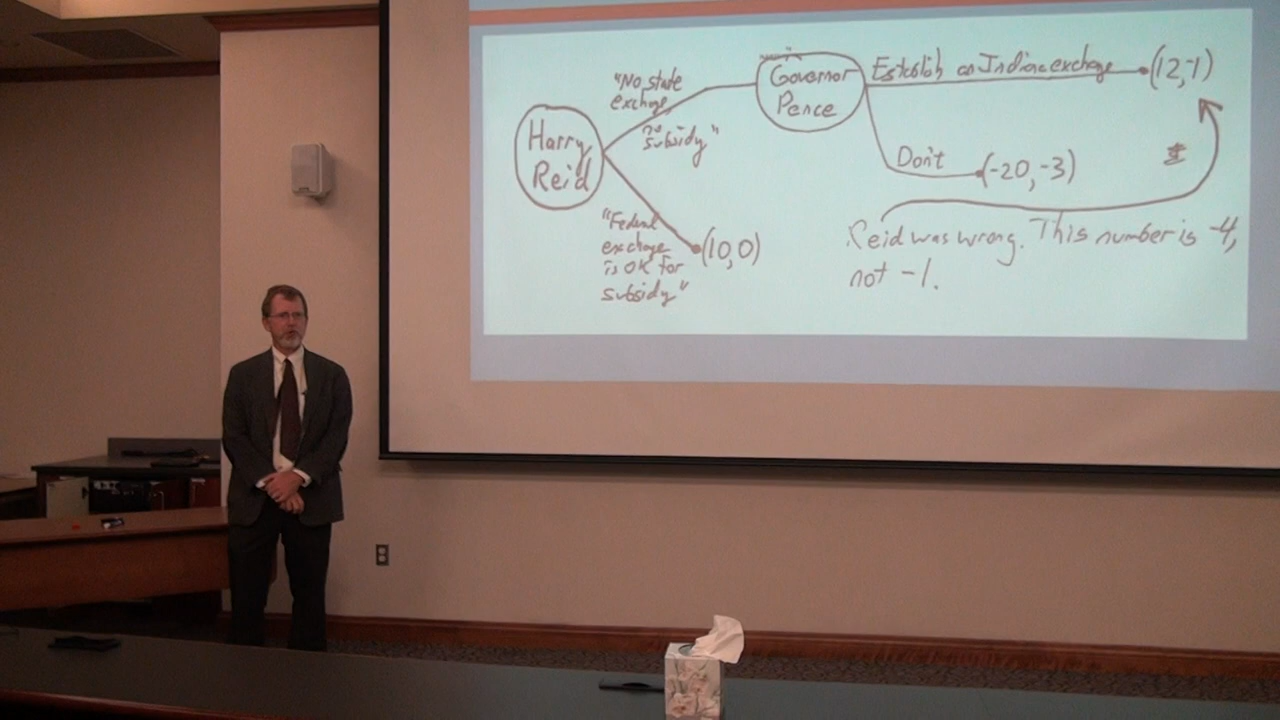 Harry
Reid
"No state
exchge
no
subsidy"
"Federal
exchange
is OK for
subsidy"
(10,0)
Governor
Pence
Establish an Indiana exchange
(12,-1)
Don't
(-20,-3)
Reid was wrong. This number is -4,
not -1.